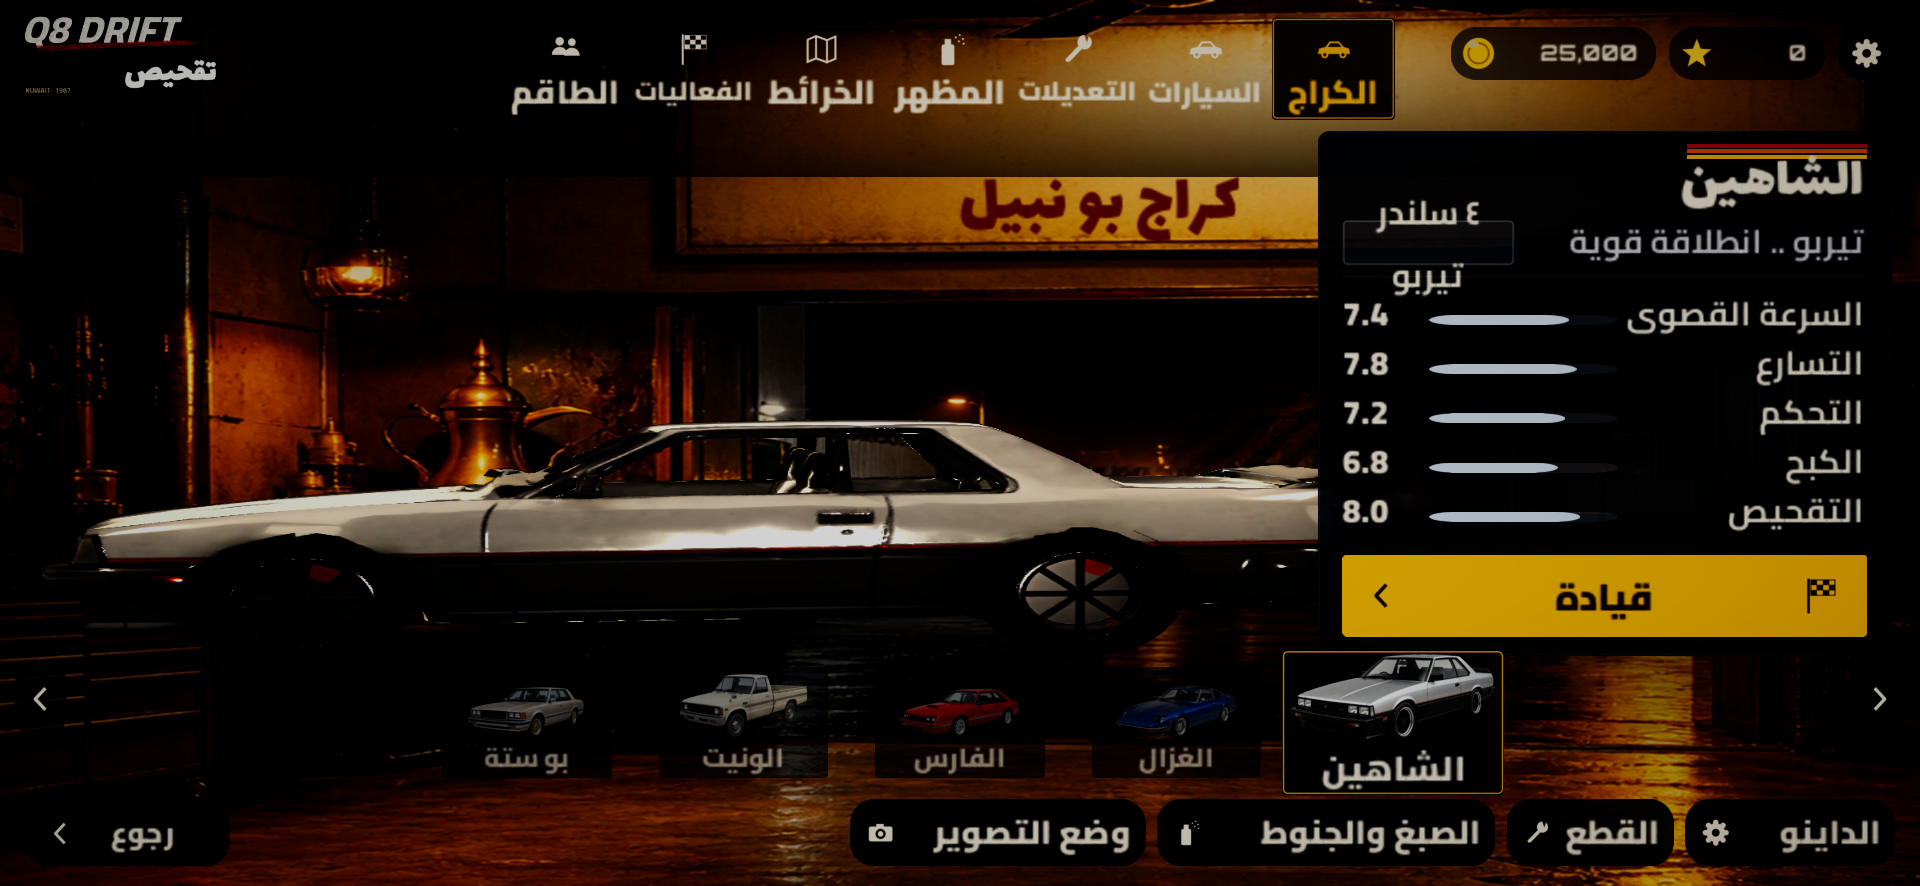 Q8 DRIFT
تقحيص
KUWAIT · 1987
الكراج
السيارات
التعديلات
المظهر
الخرائط
الفعاليات
الطاقم
25,000
0
كراج بو نبيل
الشاهين
تيربو .. انطلاقة قوية
٤ سلندر
تيربو
السرعة القصوى 7.4
التسارع 7.8
التحكم 7.2
الكبح 6.8
التقحيص 8.0
قيادة
الشاهين
الغزال
الفارس
الونيت
بو ستة
الداينو
القطع
الصبغ والجنوط
وضع التصوير
رجوع